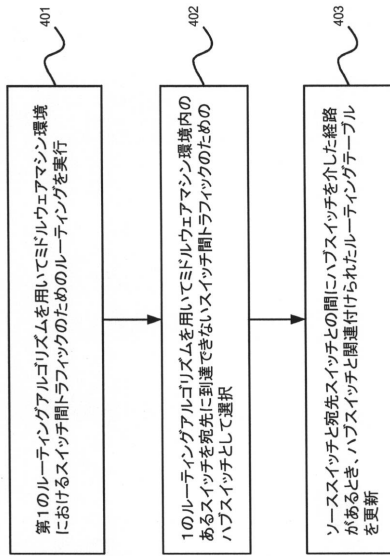 401
第1のルーティングアルゴリズムを用いてミドルウェアマシン環境
におけるスイッチ間トラフィックのためのルーティングを実行
402
1のルーティングアルゴリズムを用いてミドルウェアマシン環境内の
あるスイッチを宛先に到達できないスイッチ間トラフィックのための
ハブスイッチとして選択
403
ソーススイッチと宛先スイッチとの間にハブスイッチを介した経路
があるとき、ハブスイッチと関連付けられたルーティングテーブル
を更新